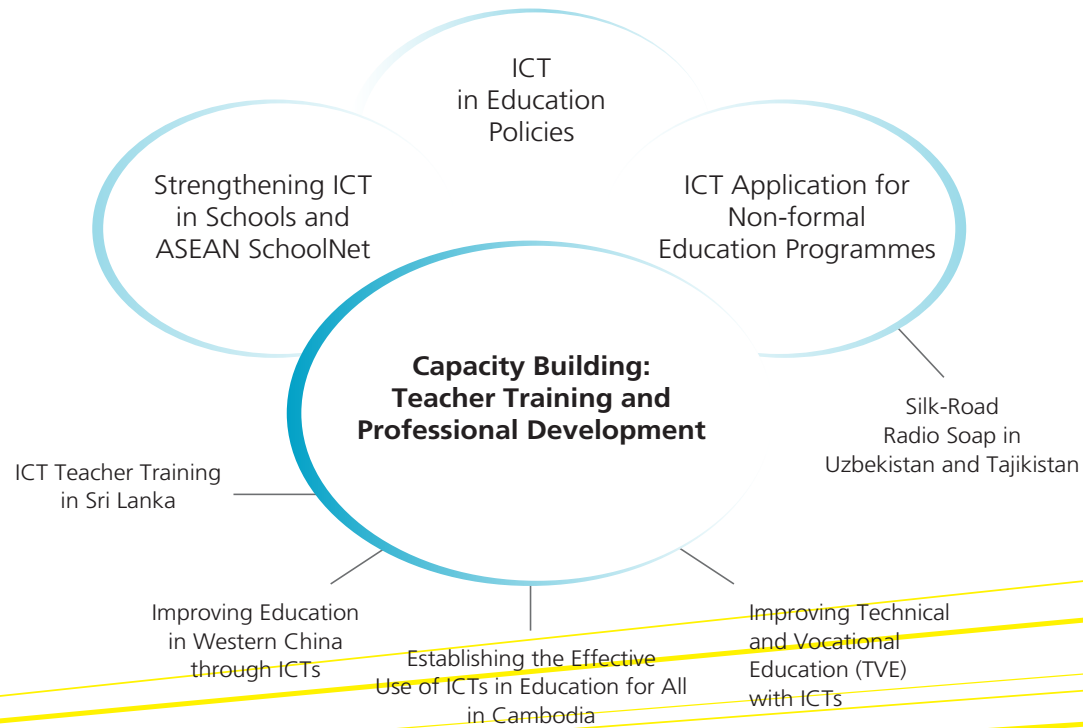 ICT
in Education
Policies
Strengthening ICT
in Schools and
ASEAN SchoolNet
ICT Application for
Non-formal
Education Programmes
Capacity Building:
Teacher Training and
Professional Development
Silk-Road
Radio Soap in
Uzbekistan and Tajikistan
ICT Teacher Training
in Sri Lanka
Improving Education
in Western China
through ICTs
Establishing the Effective
Use of ICTs in Education for All
in Cambodia
Improving Technical
and Vocational
Education (TVE)
with ICTs